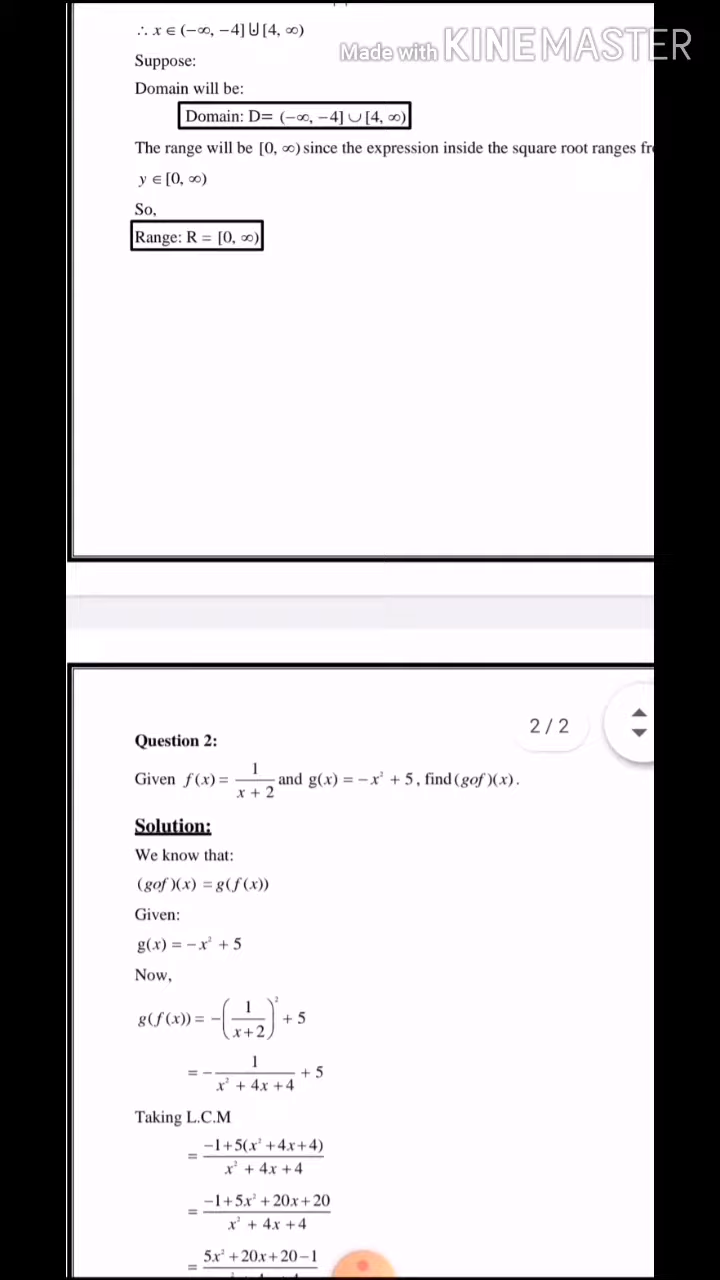 ∴ x ∈ (−∞, −4] ⋃ [4, ∞)
Made with KINEMASTER
Suppose:
Domain will be:
Domain: D= (−∞, −4] ∪ [4, ∞)
The range will be [0, ∞) since the expression inside the square root ranges
y ∈ [0, ∞)
So,
Range: R = [0, ∞)
2 / 2
Question 2:
Given f(x) = 1/(x + 2) and g(x) = −x² + 5, find (gof)(x).
Solution:
We know that:
(gof)(x) = g(f(x))
Given:
g(x) = −x² + 5
Now,
g(f(x)) = −(1/(x+2))² + 5
= −1/(x² + 4x + 4) + 5
Taking L.C.M
= (−1+5(x² +4x+4))/(x² + 4x + 4)
= (−1+5x² +20x+20)/(x² + 4x + 4)
= 5x² +20x+20−1